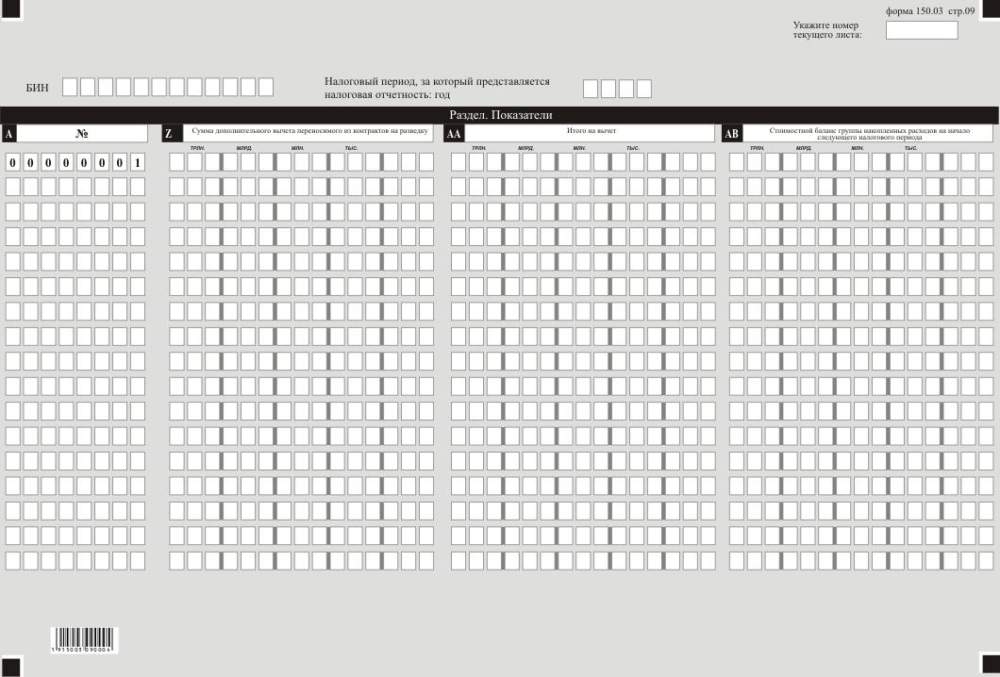 форма 150.03 стр.09
Укажите номер
текущего листа:
БИН
Налоговый период, за который представляется
налоговая отчетность: год
Раздел. Показатели
A № Z Сумма дополнительного вычета переносимого из контрактов на разведку AA Итого на вычет AB Стоимостной баланс группы накопленных расходов на начало
следующего налогового периода
ТРЛН. МЛРД. МЛН. ТЫС. ТРЛН. МЛРД. МЛН. ТЫС. ТРЛН. МЛРД. МЛН. ТЫС.
0 0 0 0 0 0 0 1
1 915003 090004